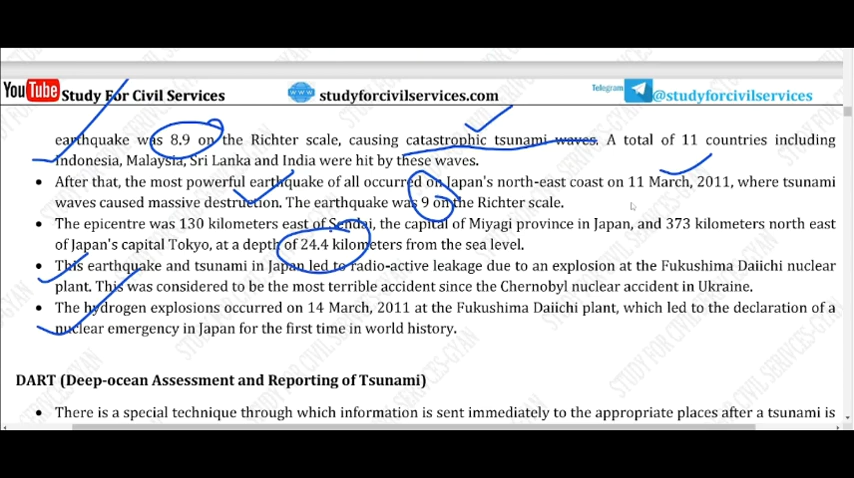 YouTube Study For Civil Services
www studyforcivilservices.com
Telegram @studyforcivilservices
earthquake was 8.9 on the Richter scale, causing catastrophic tsunami waves. A total of 11 countries including
Indonesia, Malaysia, Sri Lanka and India were hit by these waves.
• After that, the most powerful earthquake of all occurred on Japan's north-east coast on 11 March, 2011, where tsunami
waves caused massive destruction. The earthquake was 9 on the Richter scale.
• The epicentre was 130 kilometers east of Sendai, the capital of Miyagi province in Japan, and 373 kilometers north east
of Japan's capital Tokyo, at a depth of 24.4 kilometers from the sea level.
• This earthquake and tsunami in Japan led to radio-active leakage due to an explosion at the Fukushima Daiichi nuclear
plant. This was considered to be the most terrible accident since the Chernobyl nuclear accident in Ukraine.
• The hydrogen explosions occurred on 14 March, 2011 at the Fukushima Daiichi plant, which led to the declaration of a
nuclear emergency in Japan for the first time in world history.
DART (Deep-ocean Assessment and Reporting of Tsunami)
• There is a special technique through which information is sent immediately to the appropriate places after a tsunami is